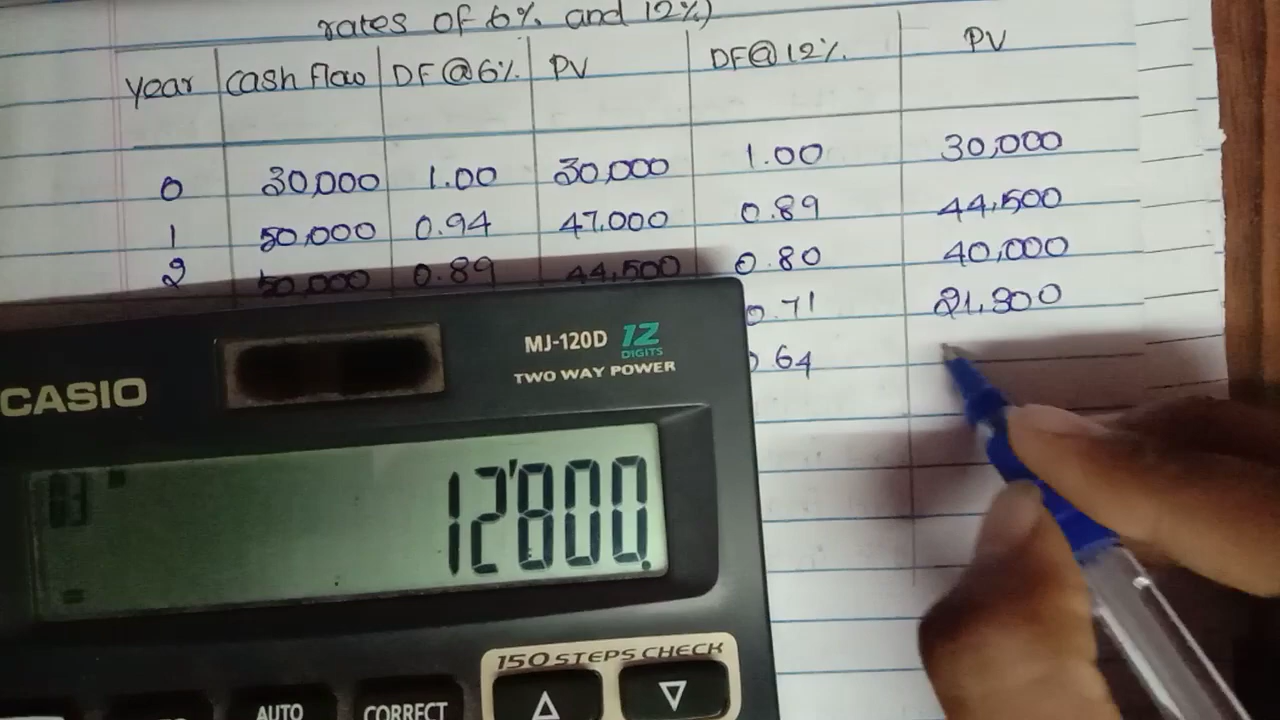 rates of 6% and 12%)
year cash flow DF@6% PV DF@12% PV
0 30,000 1.00 30,000 1.00 30,000
1 50,000 0.94 47,000 0.89 44,500
2 50,000 0.89 44,500 0.80 40,000
0.71 21,300
64
MJ-120D 12 DIGITS
TWO WAY POWER
CASIO
12'800.
150 STEPS CHECK
AUTO CORRECT